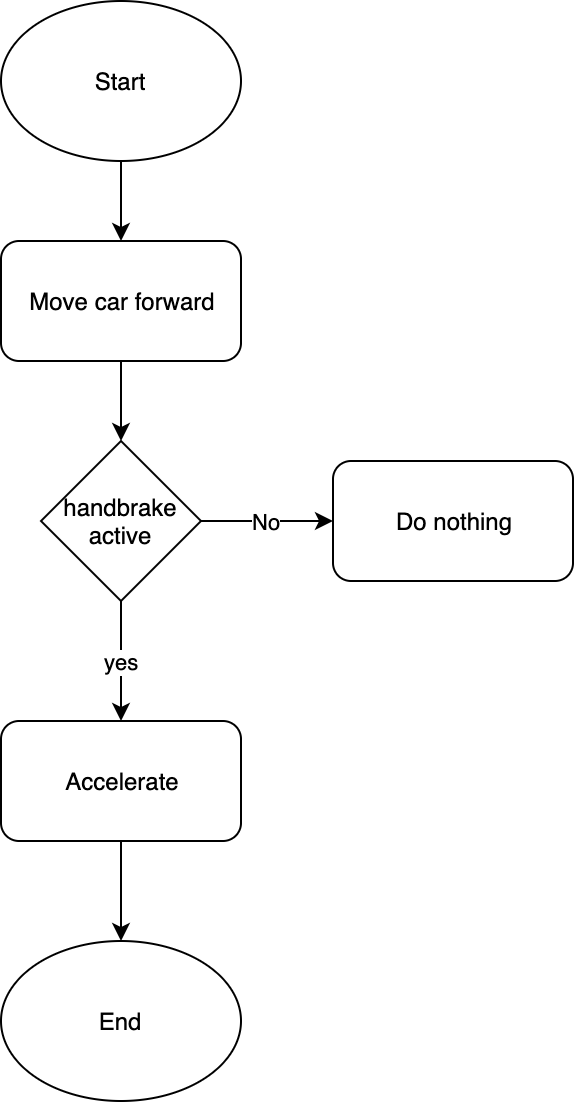 Start
Move car forward
handbrake
active
No
Do nothing
yes
Accelerate
End